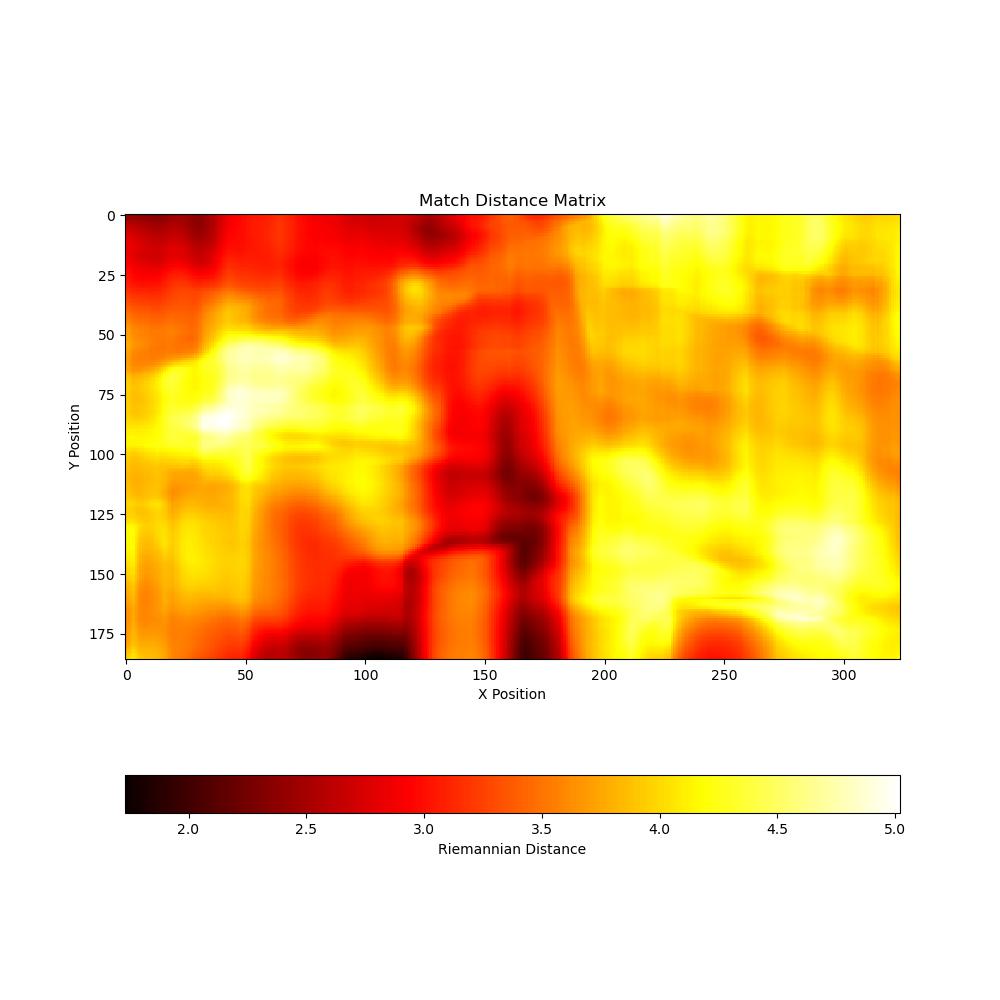 Match Distance Matrix
0
25
50
75
100
125
150
175
Y Position
0 50 100 150 200 250 300
X Position
2.0 2.5 3.0 3.5 4.0 4.5 5.0
Riemannian Distance